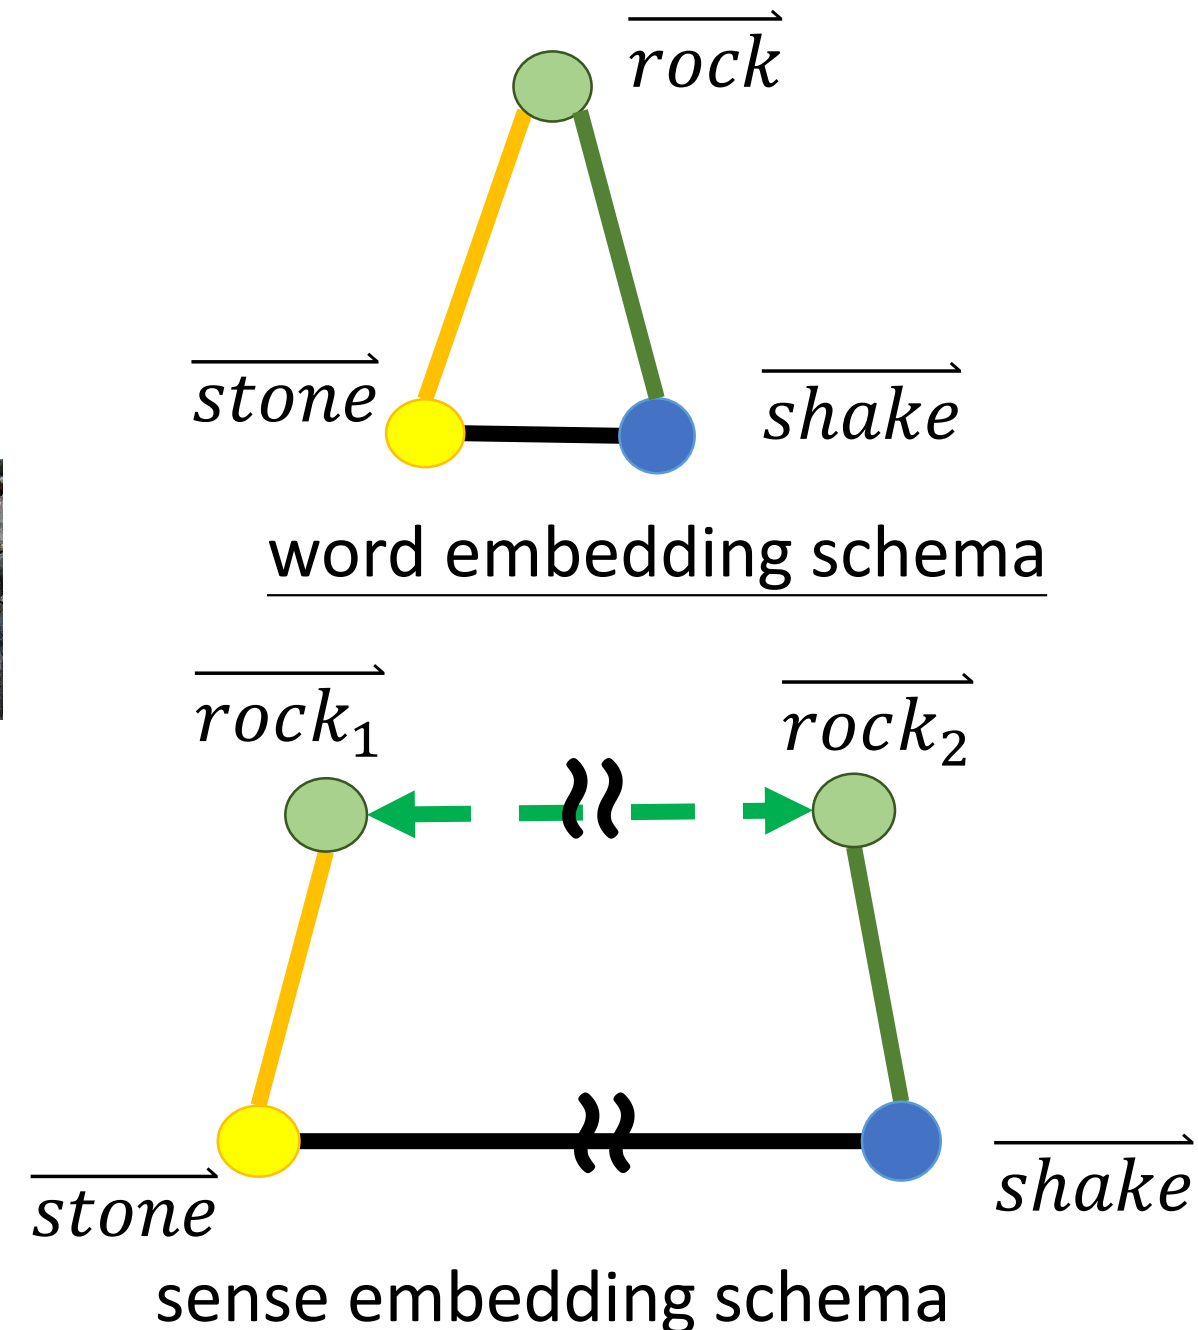 rock
stone
shake
word embedding schema
rock₁
rock₂
stone
shake
sense embedding schema